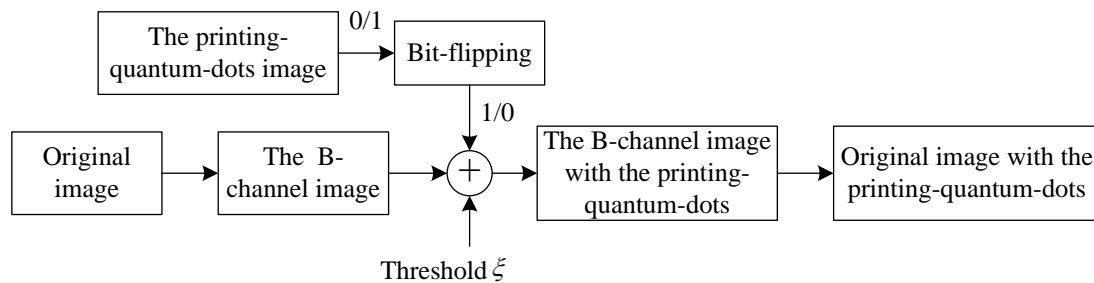 The printing-
quantum-dots image
0/1
Bit-flipping
1/0
Original
image
The B-
channel image
+
The B-channel image
with the printing-
quantum-dots
Original image with the
printing-quantum-dots
Threshold ξ